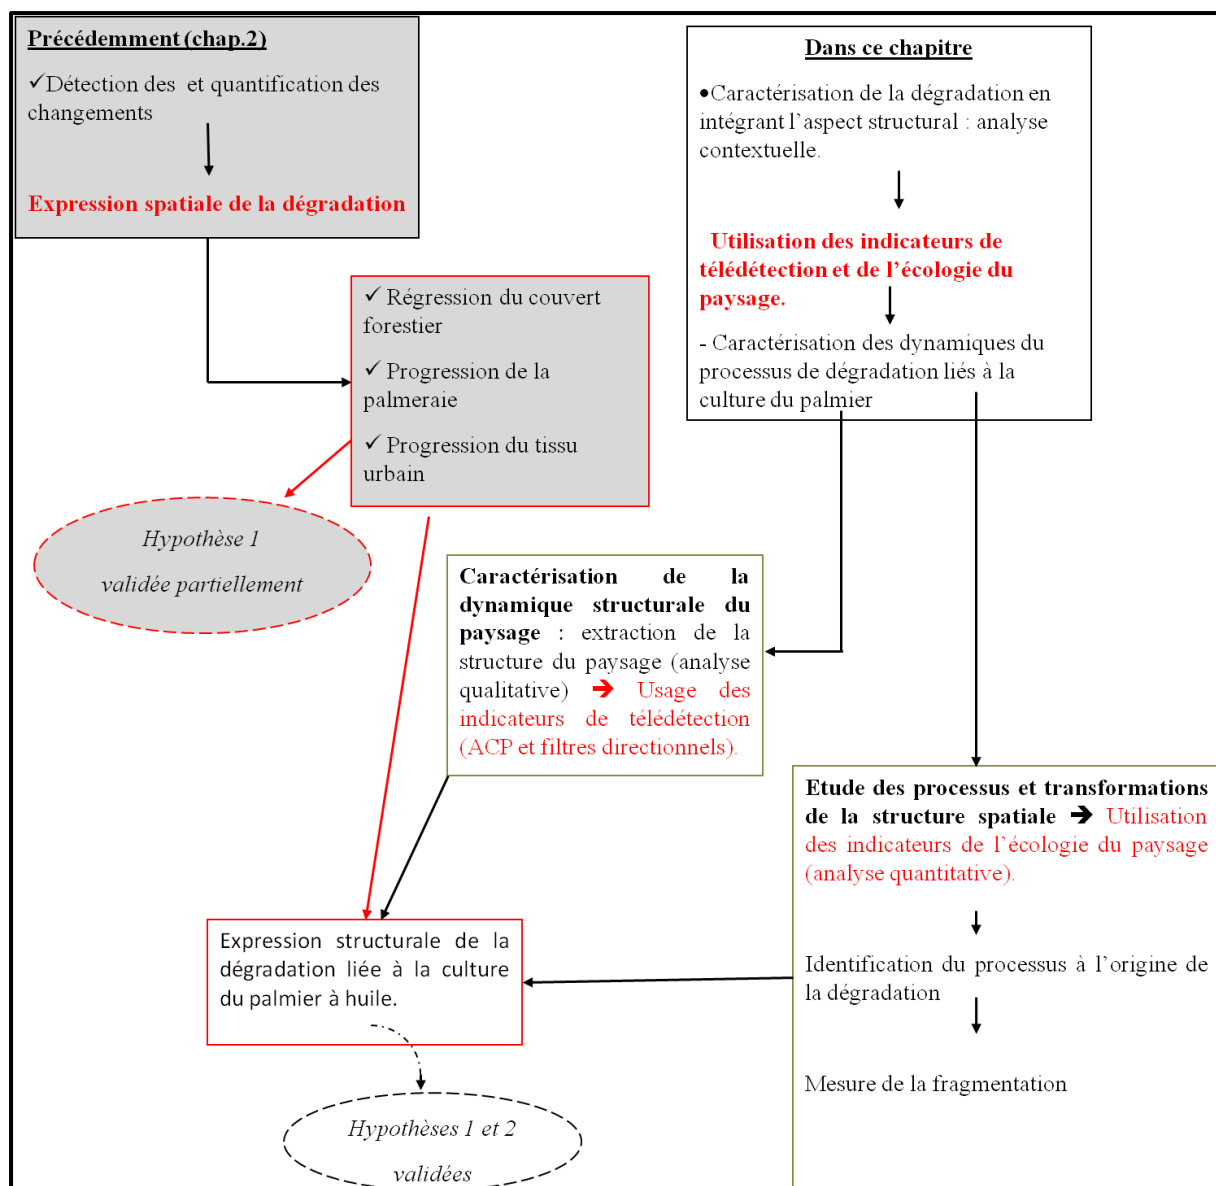 Précédemment (chap.2)
✓Détection des  et quantification des
changements
Expression spatiale de la dégradation
✓ Régression du couvert
forestier
✓ Progression de la
palmeraie
✓ Progression du tissu
urbain
Hypothèse 1
validée partiellement
Dans ce chapitre
•Caractérisation de la dégradation en
intégrant l’aspect structural : analyse
contextuelle.
Utilisation des indicateurs de
télédétection et de l’écologie du
paysage.
- Caractérisation des dynamiques du
processus de dégradation liés à la
culture du palmier
Caractérisation de la
dynamique structurale du
paysage : extraction de la
structure du paysage (analyse
qualitative) ➔ Usage des
indicateurs de télédétection
(ACP et filtres directionnels).
Etude des processus et transformations
de la structure spatiale ➔ Utilisation
des indicateurs de l’écologie du paysage
(analyse quantitative).
Identification du processus à l’origine de
la dégradation
Mesure de la fragmentation
Expression structurale de la
dégradation liée à la culture
du palmier à huile.
Hypothèses 1 et 2
validées